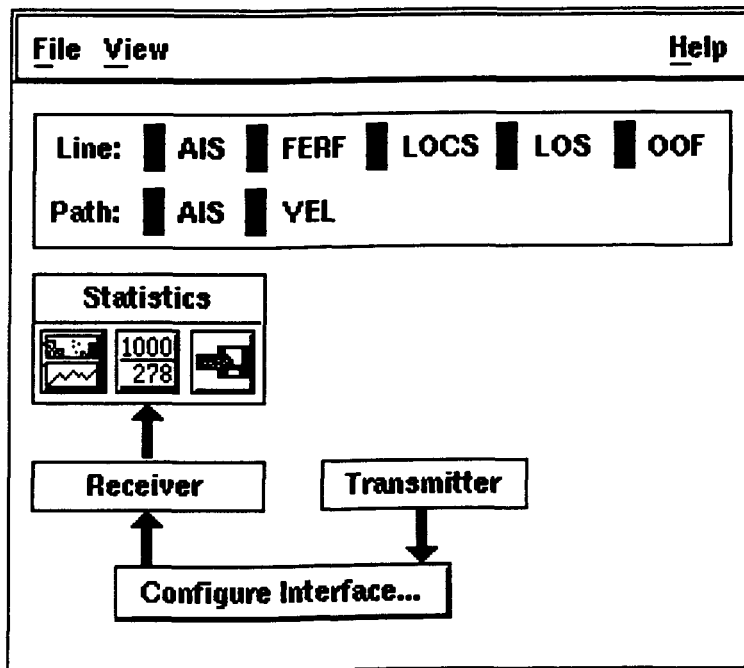 File View Help
Line: AIS FERF LOCS LOS OOF
Path: AIS YEL
Statistics
1000
278
Receiver Transmitter
Configure Interface...